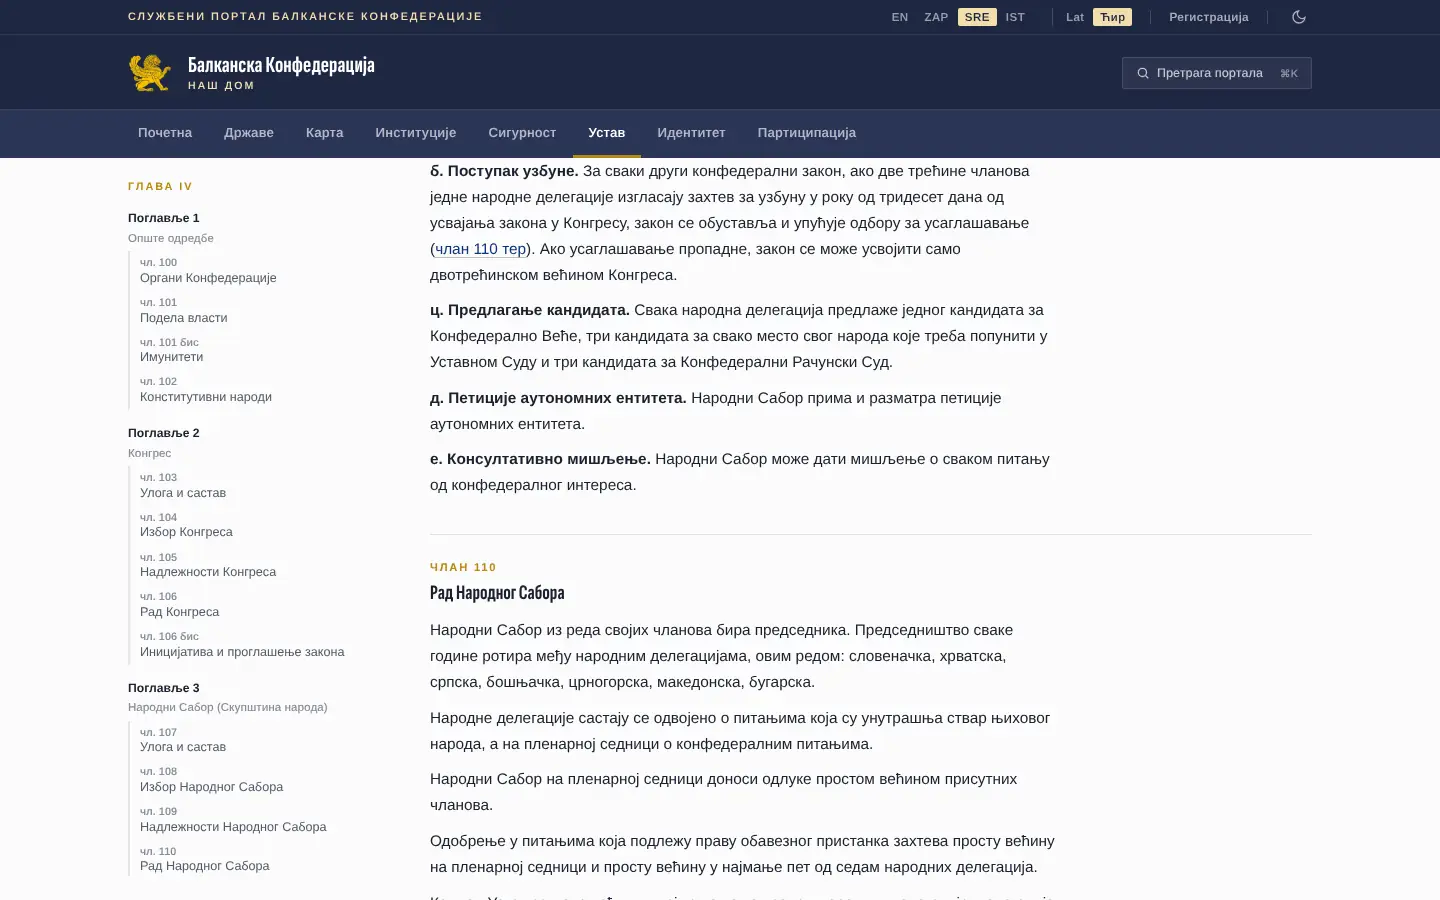 СЛУЖБЕНИ ПОРТАЛ БАЛКАНСКЕ КОНФЕДЕРАЦИЈЕ
EN ZAP SRE IST Lat Ћир Регистрација
Балканска Конфедерација
НАШ ДОМ
Претрага портала ⌘K
Почетна Државе Карта Институције Сигурност Устав Идентитет Партиципација
ГЛАВА IV
Поглавље 1
Опште одредбе
чл. 100
Органи Конфедерације
чл. 101
Подела власти
чл. 101 бис
Имунитети
чл. 102
Конститутивни народи
Поглавље 2
Конгрес
чл. 103
Улога и састав
чл. 104
Избор Конгреса
чл. 105
Надлежности Конгреса
чл. 106
Рад Конгреса
чл. 106 бис
Иницијатива и проглашење закона
Поглавље 3
Народни Сабор (Скупштина народа)
чл. 107
Улога и састав
чл. 108
Избор Народног Сабора
чл. 109
Надлежности Народног Сабора
чл. 110
Рад Народног Сабора
б. Поступак узбуне. За сваки други конфедерални закон, ако две трећине чланова
једне народне делегације изгласају захтев за узбуну у року од тридесет дана од
усвајања закона у Конгресу, закон се обуставља и упућује одбору за усаглашавање
(члан 110 тер). Ако усаглашавање пропадне, закон се може усвојити само
двотрећинском већином Конгреса.
ц. Предлагање кандидата. Свака народна делегација предлаже једног кандидата за
Конфедерално Веће, три кандидата за свако место свог народа које треба попунити у
Уставном Суду и три кандидата за Конфедерални Рачунски Суд.
д. Петиције аутономних ентитета. Народни Сабор прима и разматра петиције
аутономних ентитета.
е. Консултативно мишљење. Народни Сабор може дати мишљење о сваком питању
од конфедералног интереса.
ЧЛАН 110
Рад Народног Сабора
Народни Сабор из реда својих чланова бира председника. Председништво сваке
године ротира међу народним делегацијама, овим редом: словеначка, хрватска,
српска, бошњачка, црногорска, македонска, бугарска.
Народне делегације састају се одвојено о питањима која су унутрашња ствар њиховог
народа, а на пленарној седници о конфедералним питањима.
Народни Сабор на пленарној седници доноси одлуке простом већином присутних
чланова.
Одобрење у питањима која подлежу праву обавезног пристанка захтева просту већину
на пленарној седници и просту већину у најмање пет од седам народних делегација.